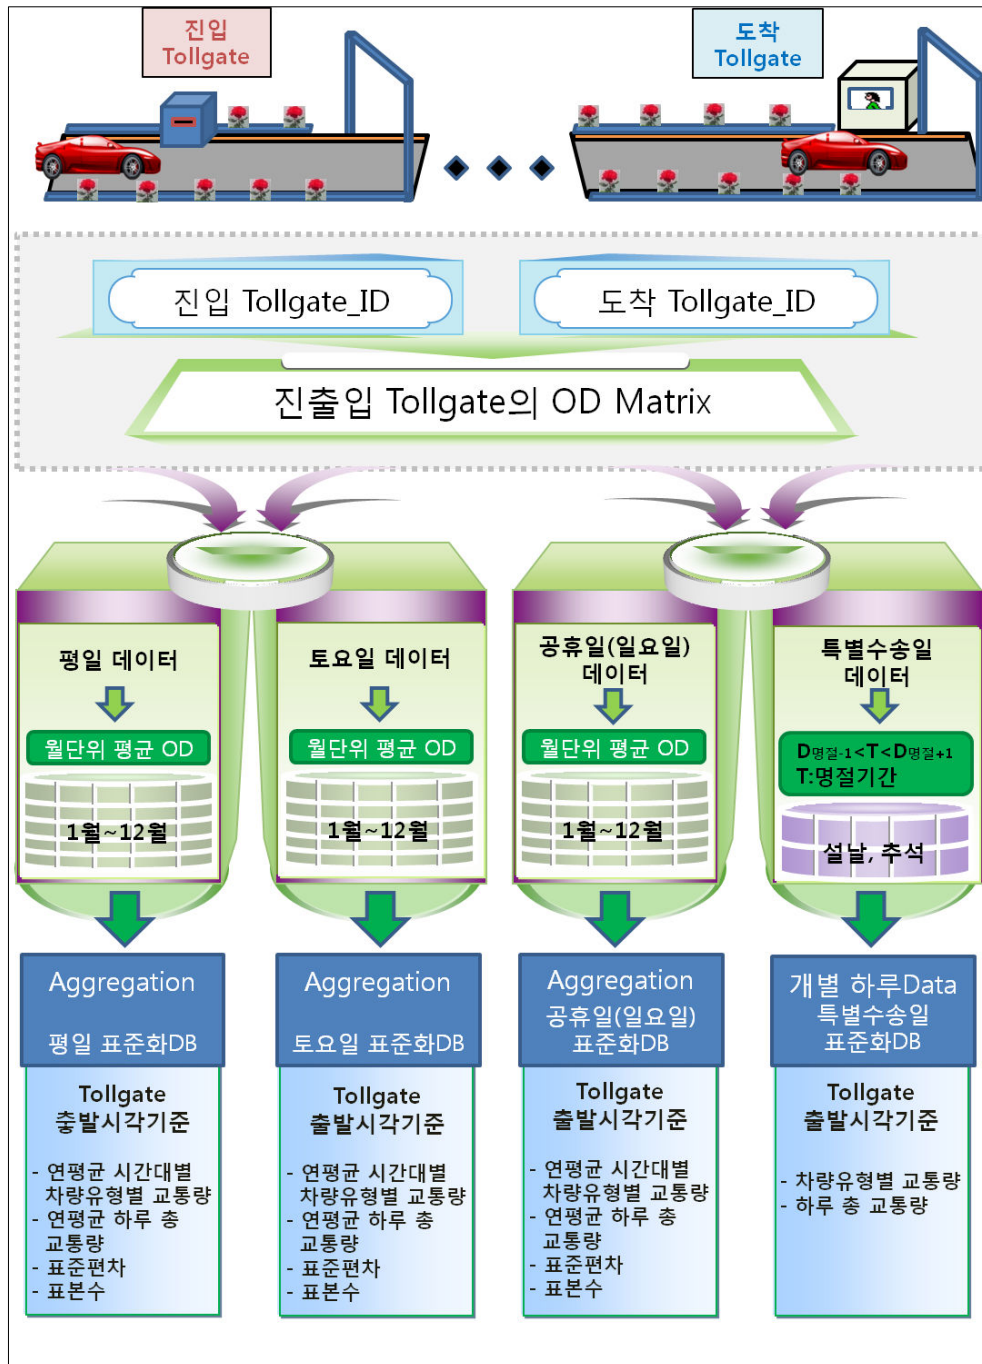 진입
Tollgate
도착
Tollgate
진입 Tollgate_ID
도착 Tollgate_ID
진출입 Tollgate의 OD Matrix
평일 데이터
월단위 평균 OD
1월~12월
토요일 데이터
월단위 평균 OD
1월~12월
공휴일(일요일)
데이터
월단위 평균 OD
1월~12월
특별수송일
데이터
D명절-1<T<D명절+1
T:명절기간
설날, 추석
Aggregation
평일 표준화DB
Tollgate
출발시각기준
- 연평균 시간대별
차량유형별 교통량
- 연평균 하루 총
교통량
- 표준편차
- 표본수
Aggregation
토요일 표준화DB
Tollgate
출발시각기준
- 연평균 시간대별
차량유형별 교통량
- 연평균 하루 총
교통량
- 표준편차
- 표본수
Aggregation
공휴일(일요일)
표준화DB
Tollgate
출발시각기준
- 연평균 시간대별
차량유형별 교통량
- 연평균 하루 총
교통량
- 표준편차
- 표본수
개별 하루Data
특별수송일
표준화DB
Tollgate
출발시각기준
- 차량유형별 교통량
- 하루 총 교통량